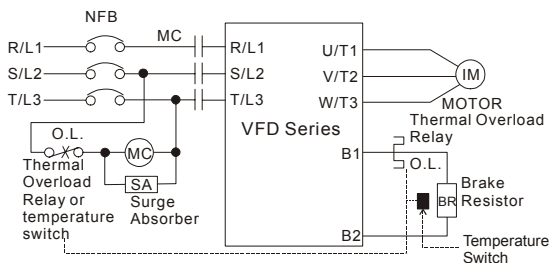 NFB
MC
R/L1
R/L1
S/L2
S/L2
T/L3
T/L3
U/T1
V/T2
W/T3
IM
MOTOR
VFD Series
Thermal Overload
Relay
O.L.
B1
B2
BR
Brake
Resistor
Temperature
Switch
O.L.
MC
SA
Surge
Absorber
Thermal
Overload
Relay or
temperature
switch